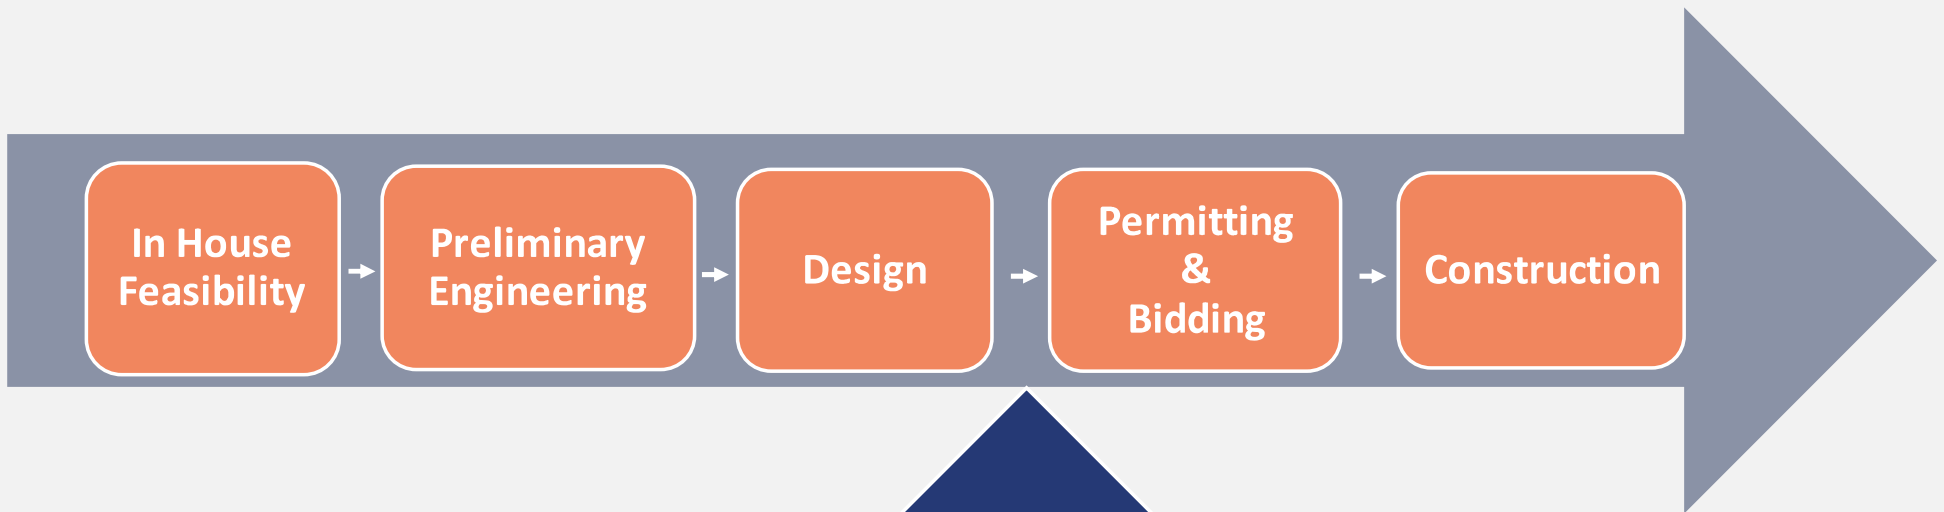 In House
Feasibility
Preliminary
Engineering
Design
Permitting
&
Bidding
Construction